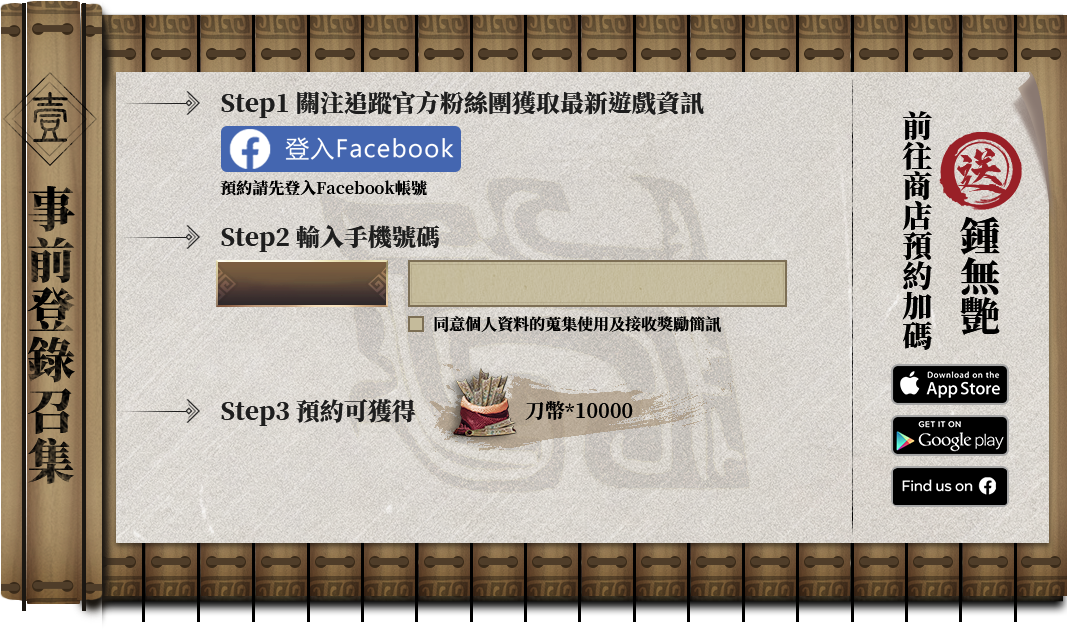 壹
事前登錄召集
Step1 關注追蹤官方粉絲團獲取最新遊戲資訊
登入Facebook
預約請先登入Facebook帳號
Step2 輸入手機號碼
同意個人資料的蒐集使用及接收獎勵簡訊
Step3 預約可獲得
刀幣*10000
送
鍾無艷
前往商店預約加碼
Download on the
App Store
GET IT ON
Google play
Find us on